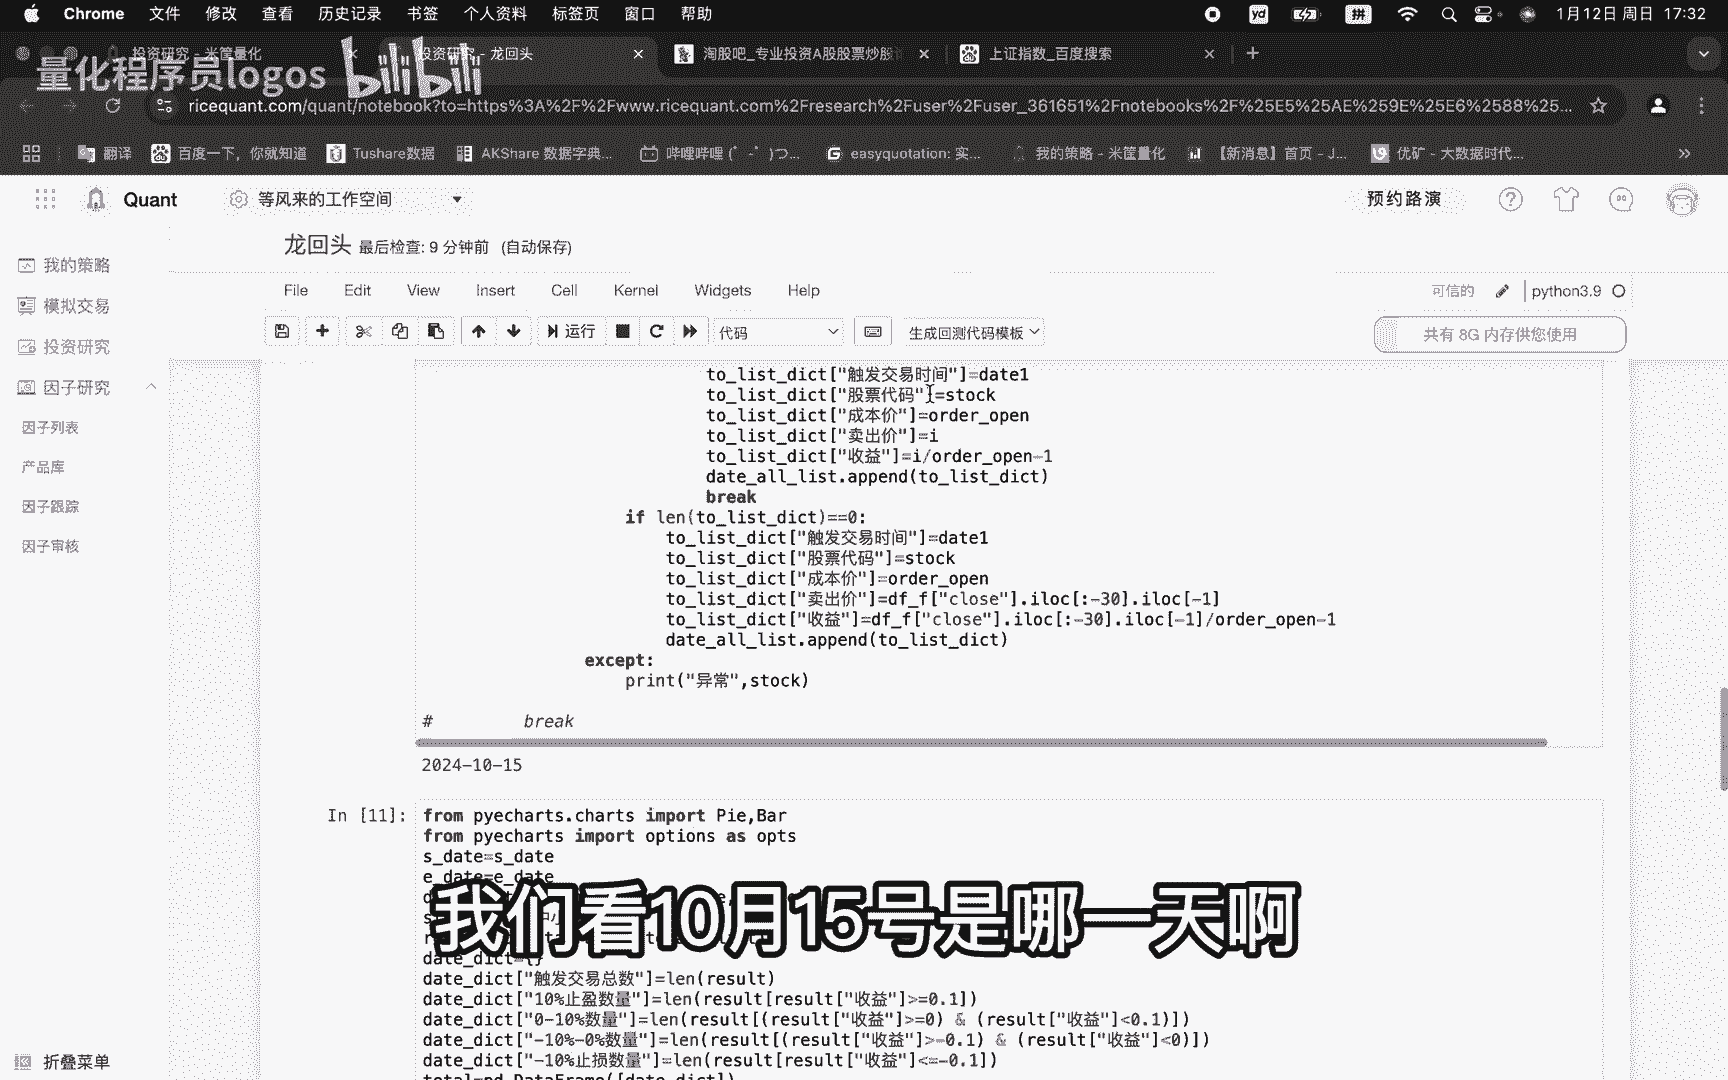 Chrome 文件 修改 查看 历史记录 书签 个人资料 标签页 窗口 帮助 yd 拼 1月12日 周日 17:32
投资研究 - 米筐量化
投资研究 - 龙回头
淘股吧_专业投资A股股票炒股
上证指数_百度搜索
量化程序员logos bilibili
ricequant.com/quant/notebook?to=https%3A%2F%2Fwww.ricequant.com%2Fresearch%2Fuser%2Fuser_361651%2Fnotebooks%2F%25E5%25AE%259E%25E6%2588%25...
翻译 百度一下，你就知道 Tushare数据 AKShare 数据字典... 哔哩哔哩 (゜-゜)つ... easyquotation: 实... 我的策略 - 米筐量化 【新消息】首页 - J... 优矿 - 大数据时代...
Quant 等风来的工作空间 预约路演
龙回头 最后检查: 9 分钟前 (自动保存)
File Edit View Insert Cell Kernel Widgets Help 可信的 python3.9
运行 代码 生成回测代码模板 共有 8G 内存供您使用
我的策略
模拟交易
投资研究
因子研究
因子列表
产品库
因子跟踪
因子审核
折叠菜单
to_list_dict["触发交易时间"]=date1
to_list_dict["股票代码"]=stock
to_list_dict["成本价"]=order_open
to_list_dict["卖出价"]=i
to_list_dict["收益"]=i/order_open-1
date_all_list.append(to_list_dict)
break
if len(to_list_dict)==0:
to_list_dict["触发交易时间"]=date1
to_list_dict["股票代码"]=stock
to_list_dict["成本价"]=order_open
to_list_dict["卖出价"]=df_f["close"].iloc[:-30].iloc[-1]
to_list_dict["收益"]=df_f["close"].iloc[:-30].iloc[-1]/order_open-1
date_all_list.append(to_list_dict)
except:
print("异常",stock)
# break
2024-10-15
In [11]:
from pyecharts.charts import Pie,Bar
from pyecharts import options as opts
s_date=s_date
e_date=e_date
我们看10月15号是哪一天啊
date_dict={}
date_dict["触发交易总数"]=len(result)
date_dict["10%止盈数量"]=len(result[result["收益"]>=0.1])
date_dict["0-10%数量"]=len(result[(result["收益"]>=0) & (result["收益"]<0.1)])
date_dict["-10%-0%数量"]=len(result[(result["收益"]>-0.1) & (result["收益"]<0)])
date_dict["-10%止损数量"]=len(result[result["收益"]<=-0.1])
total=pd.DataFrame([date_dict])